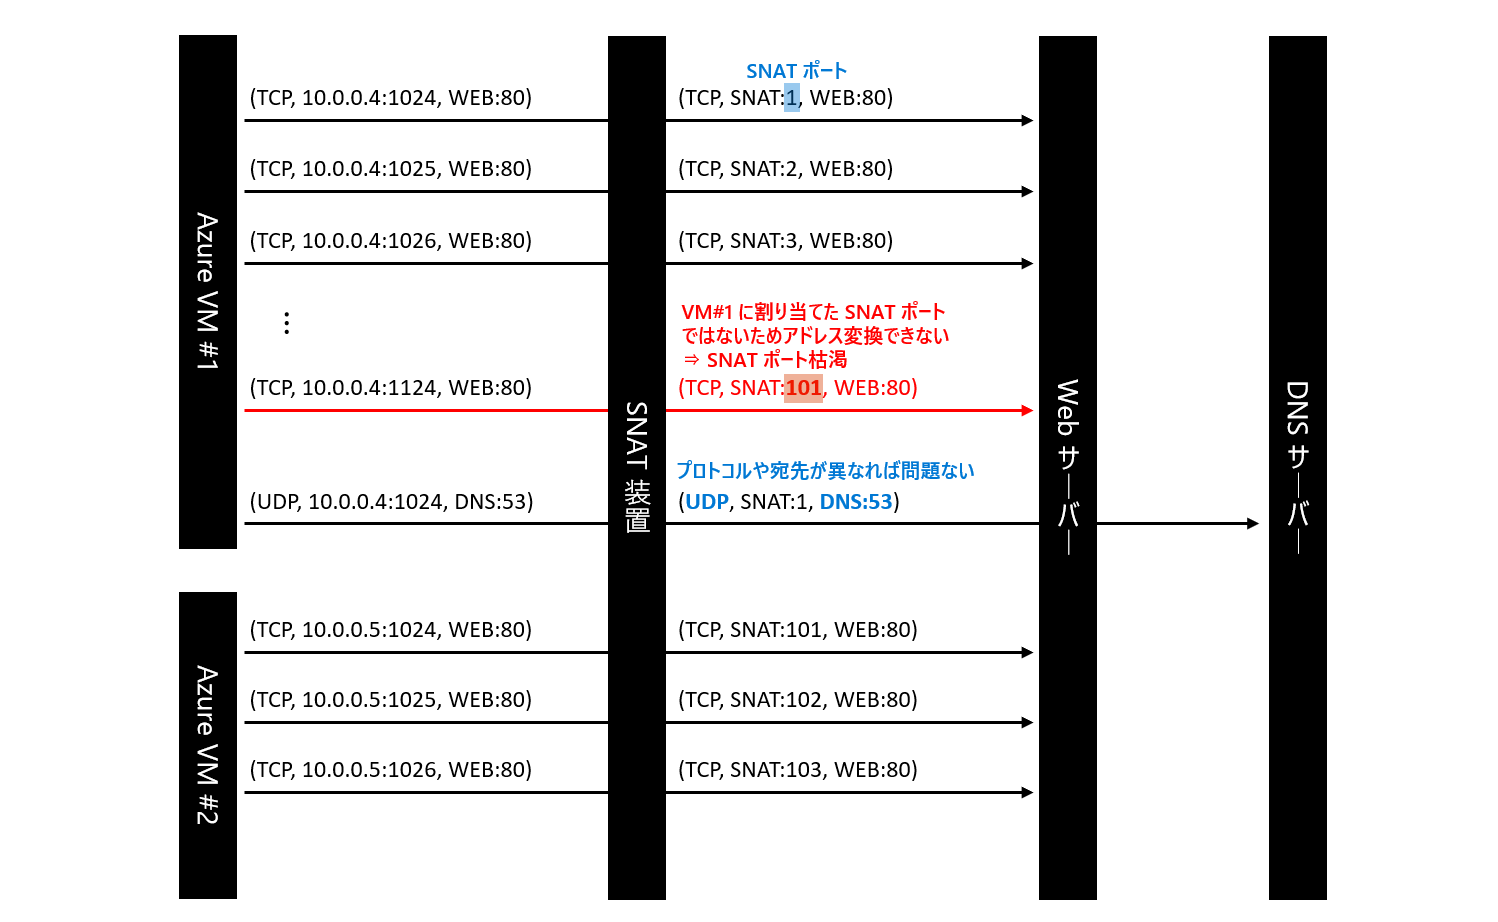 SNAT ポート
(TCP, 10.0.0.4:1024, WEB:80)
(TCP, SNAT:1, WEB:80)
(TCP, 10.0.0.4:1025, WEB:80)
(TCP, SNAT:2, WEB:80)
(TCP, 10.0.0.4:1026, WEB:80)
(TCP, SNAT:3, WEB:80)
Azure VM #1
⋮
VM#1 に割り当てた SNAT ポート
ではないためアドレス変換できない
⇒ SNAT ポート枯渇
(TCP, 10.0.0.4:1124, WEB:80)
(TCP, SNAT:101, WEB:80)
SNAT 装置
Web サーバー
DNS サーバー
プロトコルや宛先が異なれば問題ない
(UDP, 10.0.0.4:1024, DNS:53)
(UDP, SNAT:1, DNS:53)
(TCP, 10.0.0.5:1024, WEB:80)
(TCP, SNAT:101, WEB:80)
Azure VM #2
(TCP, 10.0.0.5:1025, WEB:80)
(TCP, SNAT:102, WEB:80)
(TCP, 10.0.0.5:1026, WEB:80)
(TCP, SNAT:103, WEB:80)